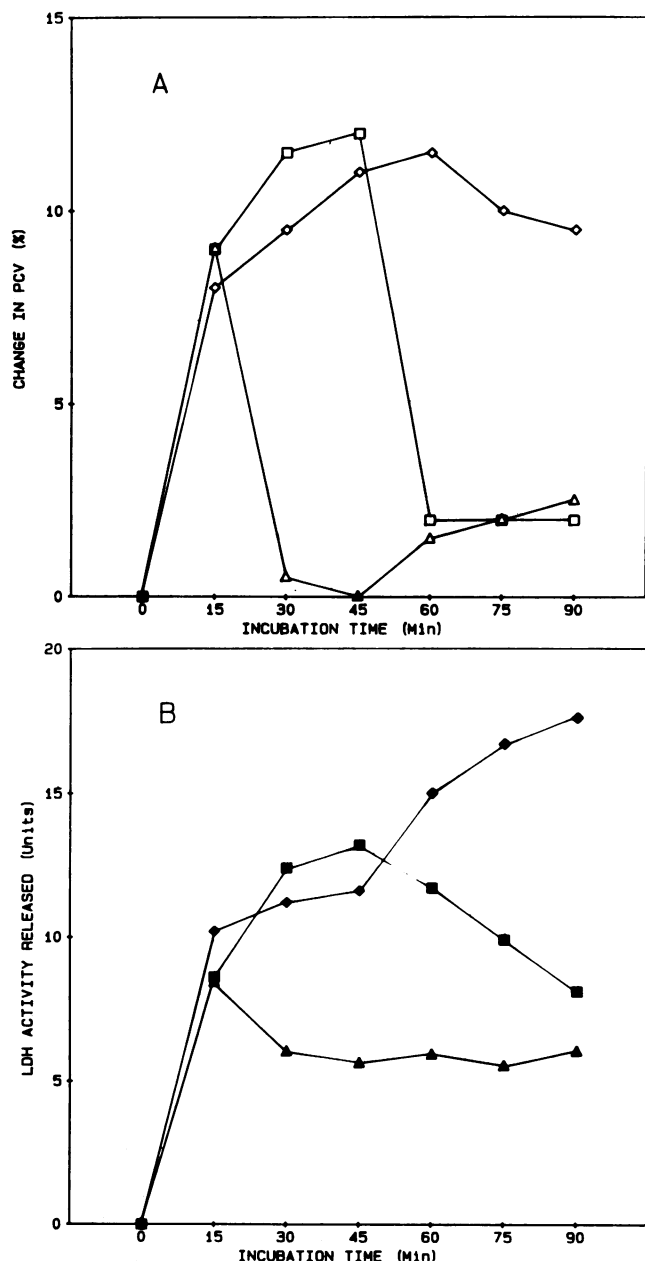 A
CHANGE IN PCV (%)
15
10
5
0
0 15 30 45 60 75 90
INCUBATION TIME (Min)
B
LDH ACTIVITY RELEASED (Units)
20
15
10
5
0
0 15 30 45 60 75 90
INCUBATION TIME (Min)